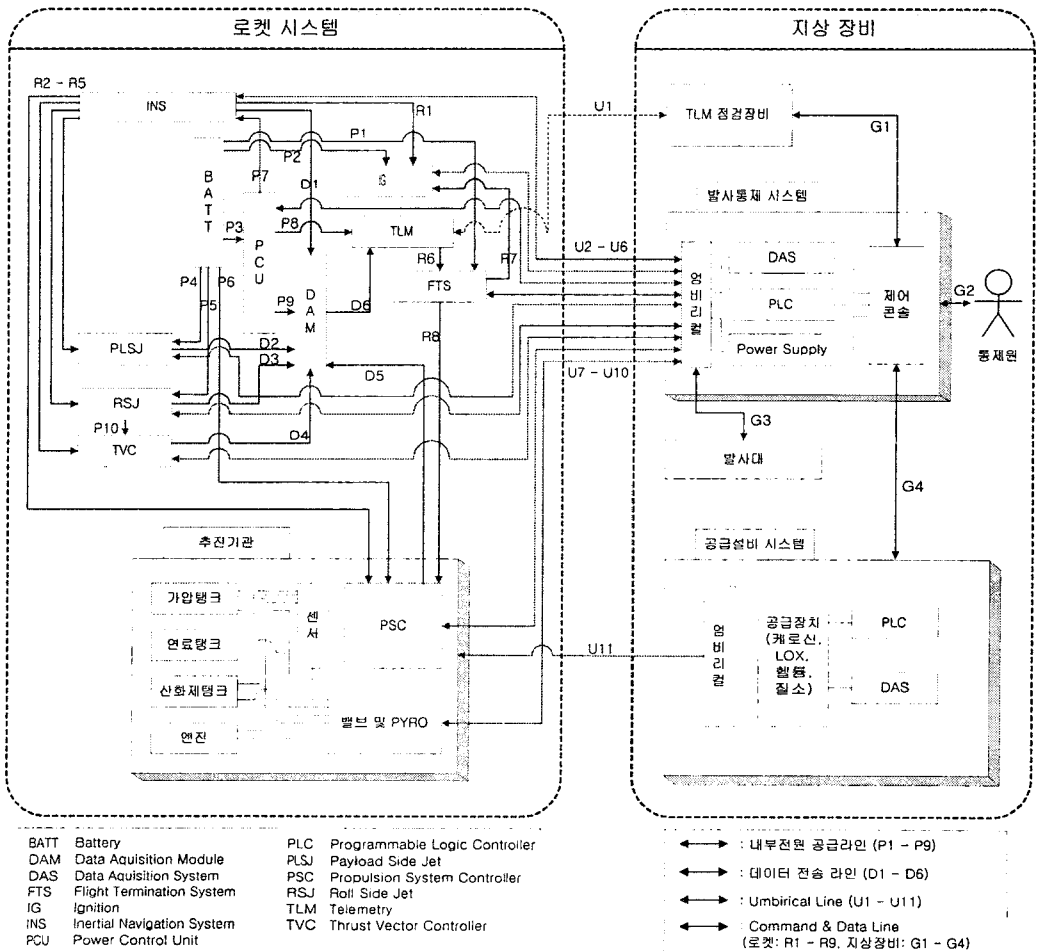 로켓 시스템
지상 장비
R2 - R5
INS
R1
U1
TLM 점검장비
G1
P1
P2
IG
BATT
P7
D1
발사통제 시스템
P3
PCU
P8
TLM
R6
R7
U2 - U6
엄비리컬
DAS
제어
콘솔
G2
FTS
PLC
통제원
P4
P5
P6
P9
DAM
D6
R8
PLSJ
D2
D3
D5
Power Supply
U7 - U10
RSJ
G3
P10
TVC
D4
발사대
G4
추진기관
공급설비 시스템
가압탱크
센서
PSC
연료탱크
U11
엄비리컬
공급장치
(케로신,
LOX,
헬륨,
질소)
PLC
산화제탱크
DAS
엔진
밸브 및 PYRO
BATT Battery
DAM Data Aquisition Module
DAS Data Aquisition System
FTS Flight Termination System
IG Ignition
INS Inertial Navigation System
PCU Power Control Unit
PLC Programmable Logic Controller
PLSJ Payload Side Jet
PSC Propulsion System Controller
RSJ Roll Side Jet
TLM Telemetry
TVC Thrust Vector Controller
: 내부전원 공급라인 (P1 - P9)
: 데이터 전송 라인 (D1 - D6)
: Umbirical Line (U1 - U11)
: Command & Data Line
(로켓: R1 - R9, 지상장비: G1 - G4)